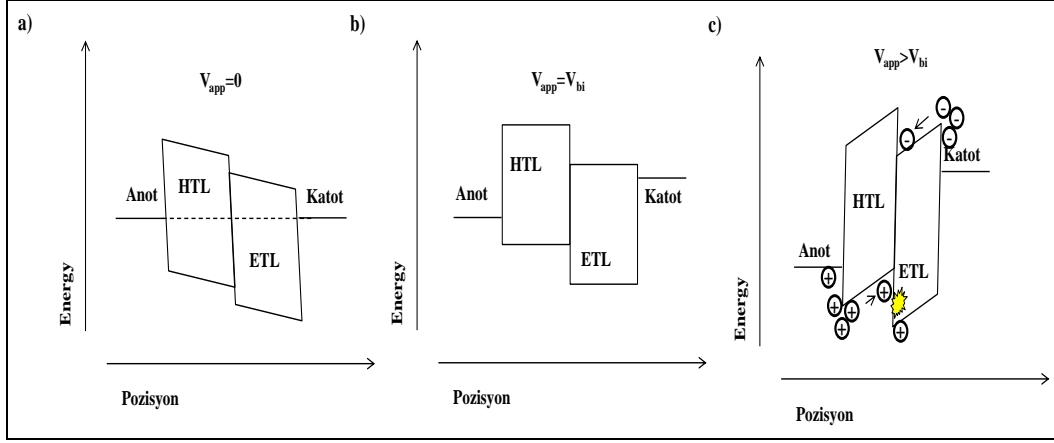 a)
V_app=0
HTL
Anot
Katot
ETL
Energy
Pozisyon
b)
V_app=V_bi
HTL
Anot
Katot
ETL
Energy
Pozisyon
c)
V_app>V_bi
-
-
-
-
Katot
HTL
Anot
ETL
+
+
+
+
+
+
Energy
Pozisyon